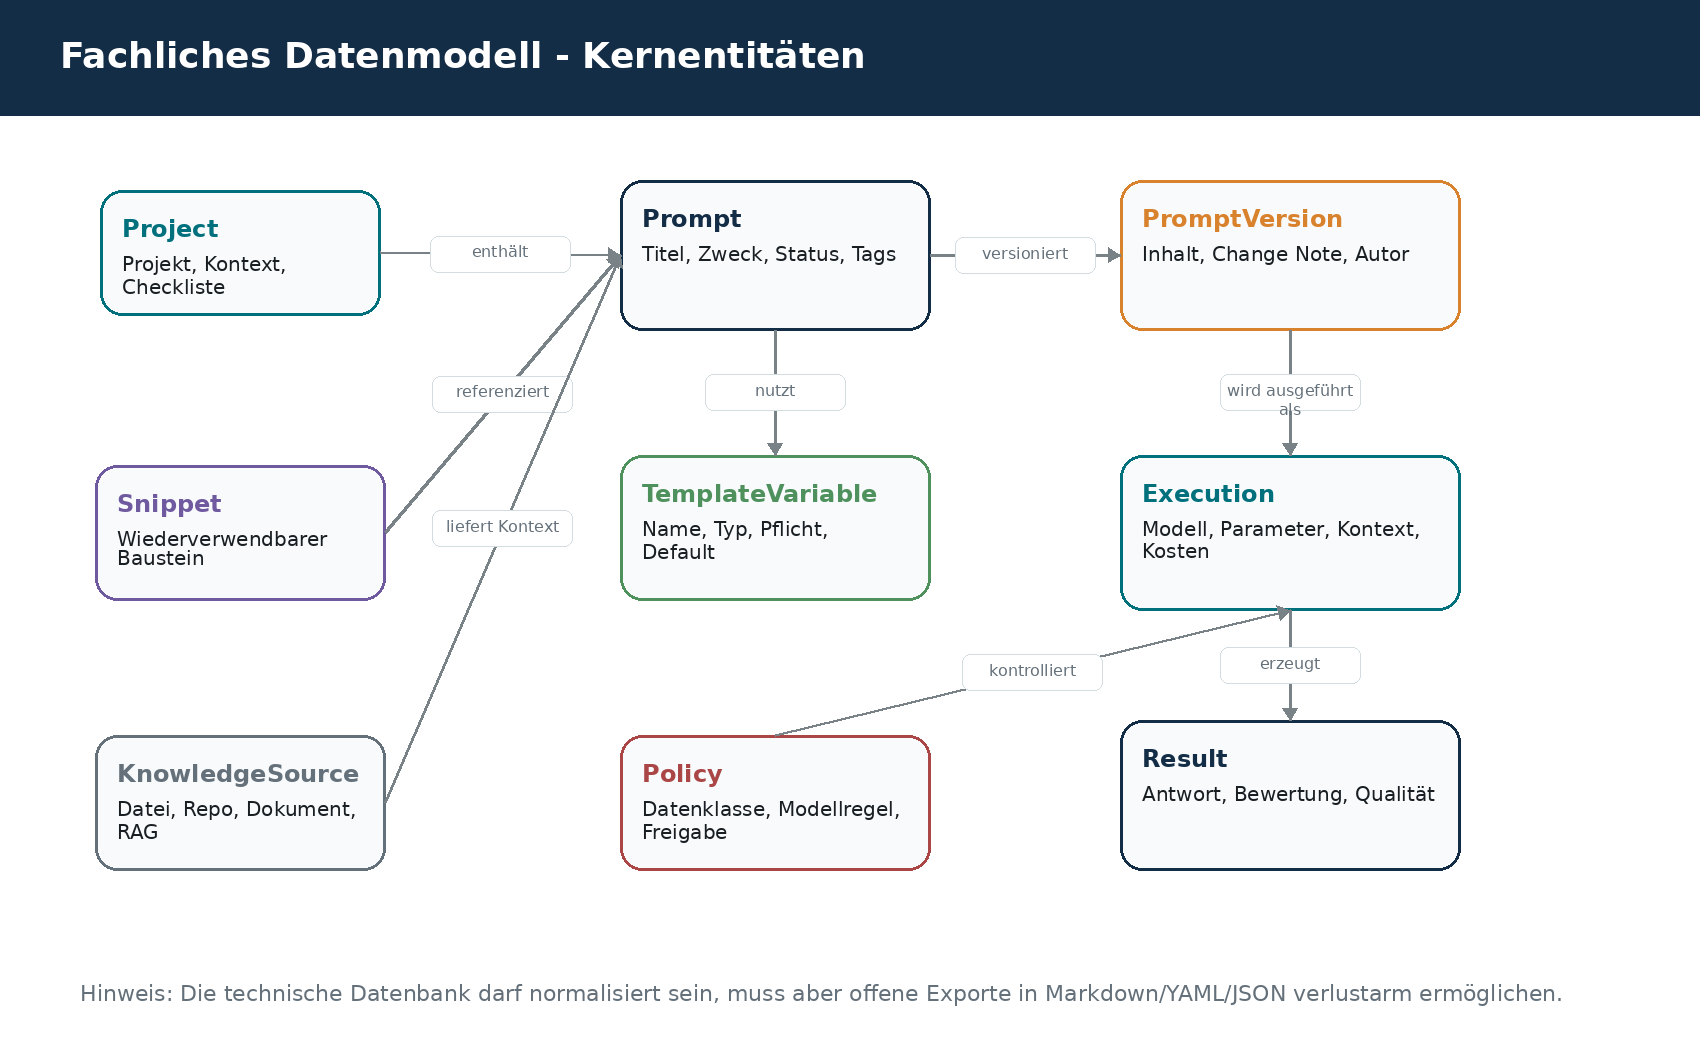 Fachliches Datenmodell - Kernentitäten
Project
Projekt, Kontext,
Checkliste
enthält
Prompt
Titel, Zweck, Status, Tags
versioniert
PromptVersion
Inhalt, Change Note, Autor
referenziert
nutzt
wird ausgeführt
als
Snippet
Wiederverwendbarer
Baustein
liefert Kontext
TemplateVariable
Name, Typ, Pflicht,
Default
Execution
Modell, Parameter, Kontext,
Kosten
kontrolliert
erzeugt
KnowledgeSource
Datei, Repo, Dokument,
RAG
Policy
Datenklasse, Modellregel,
Freigabe
Result
Antwort, Bewertung, Qualität
Hinweis: Die technische Datenbank darf normalisiert sein, muss aber offene Exporte in Markdown/YAML/JSON verlustarm ermöglichen.